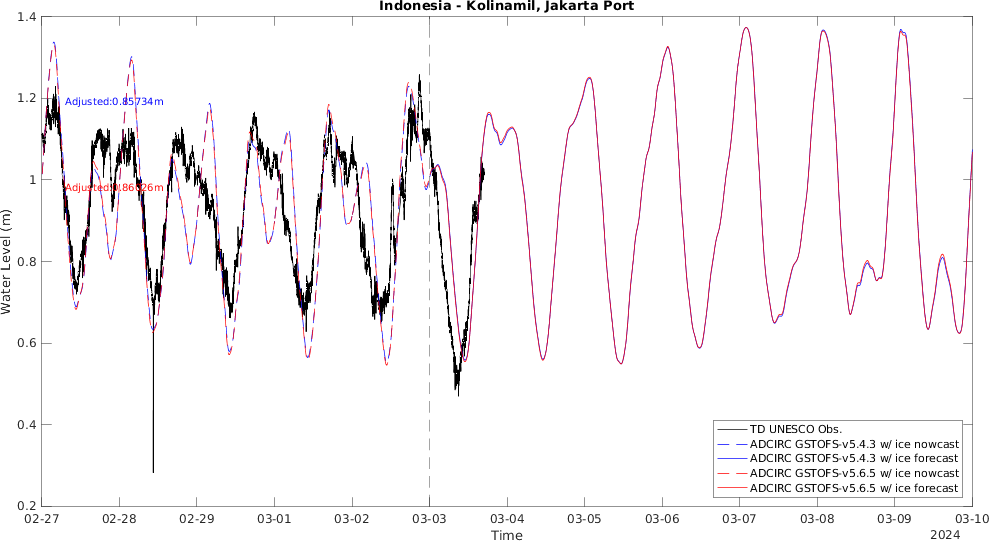 Indonesia - Kolinamil, Jakarta Port
1.4
1.2
1
0.8
0.6
0.4
0.2
Water Level (m)
Adjusted:0.85734m
Adjusted:0.86026m
02-27
02-28
02-29
03-01
03-02
03-03
03-04
03-05
03-06
03-07
03-08
03-09
03-10
Time
2024
TD UNESCO Obs.
ADCIRC GSTOFS-v5.4.3 w/ ice nowcast
ADCIRC GSTOFS-v5.4.3 w/ ice forecast
ADCIRC GSTOFS-v5.6.5 w/ ice nowcast
ADCIRC GSTOFS-v5.6.5 w/ ice forecast